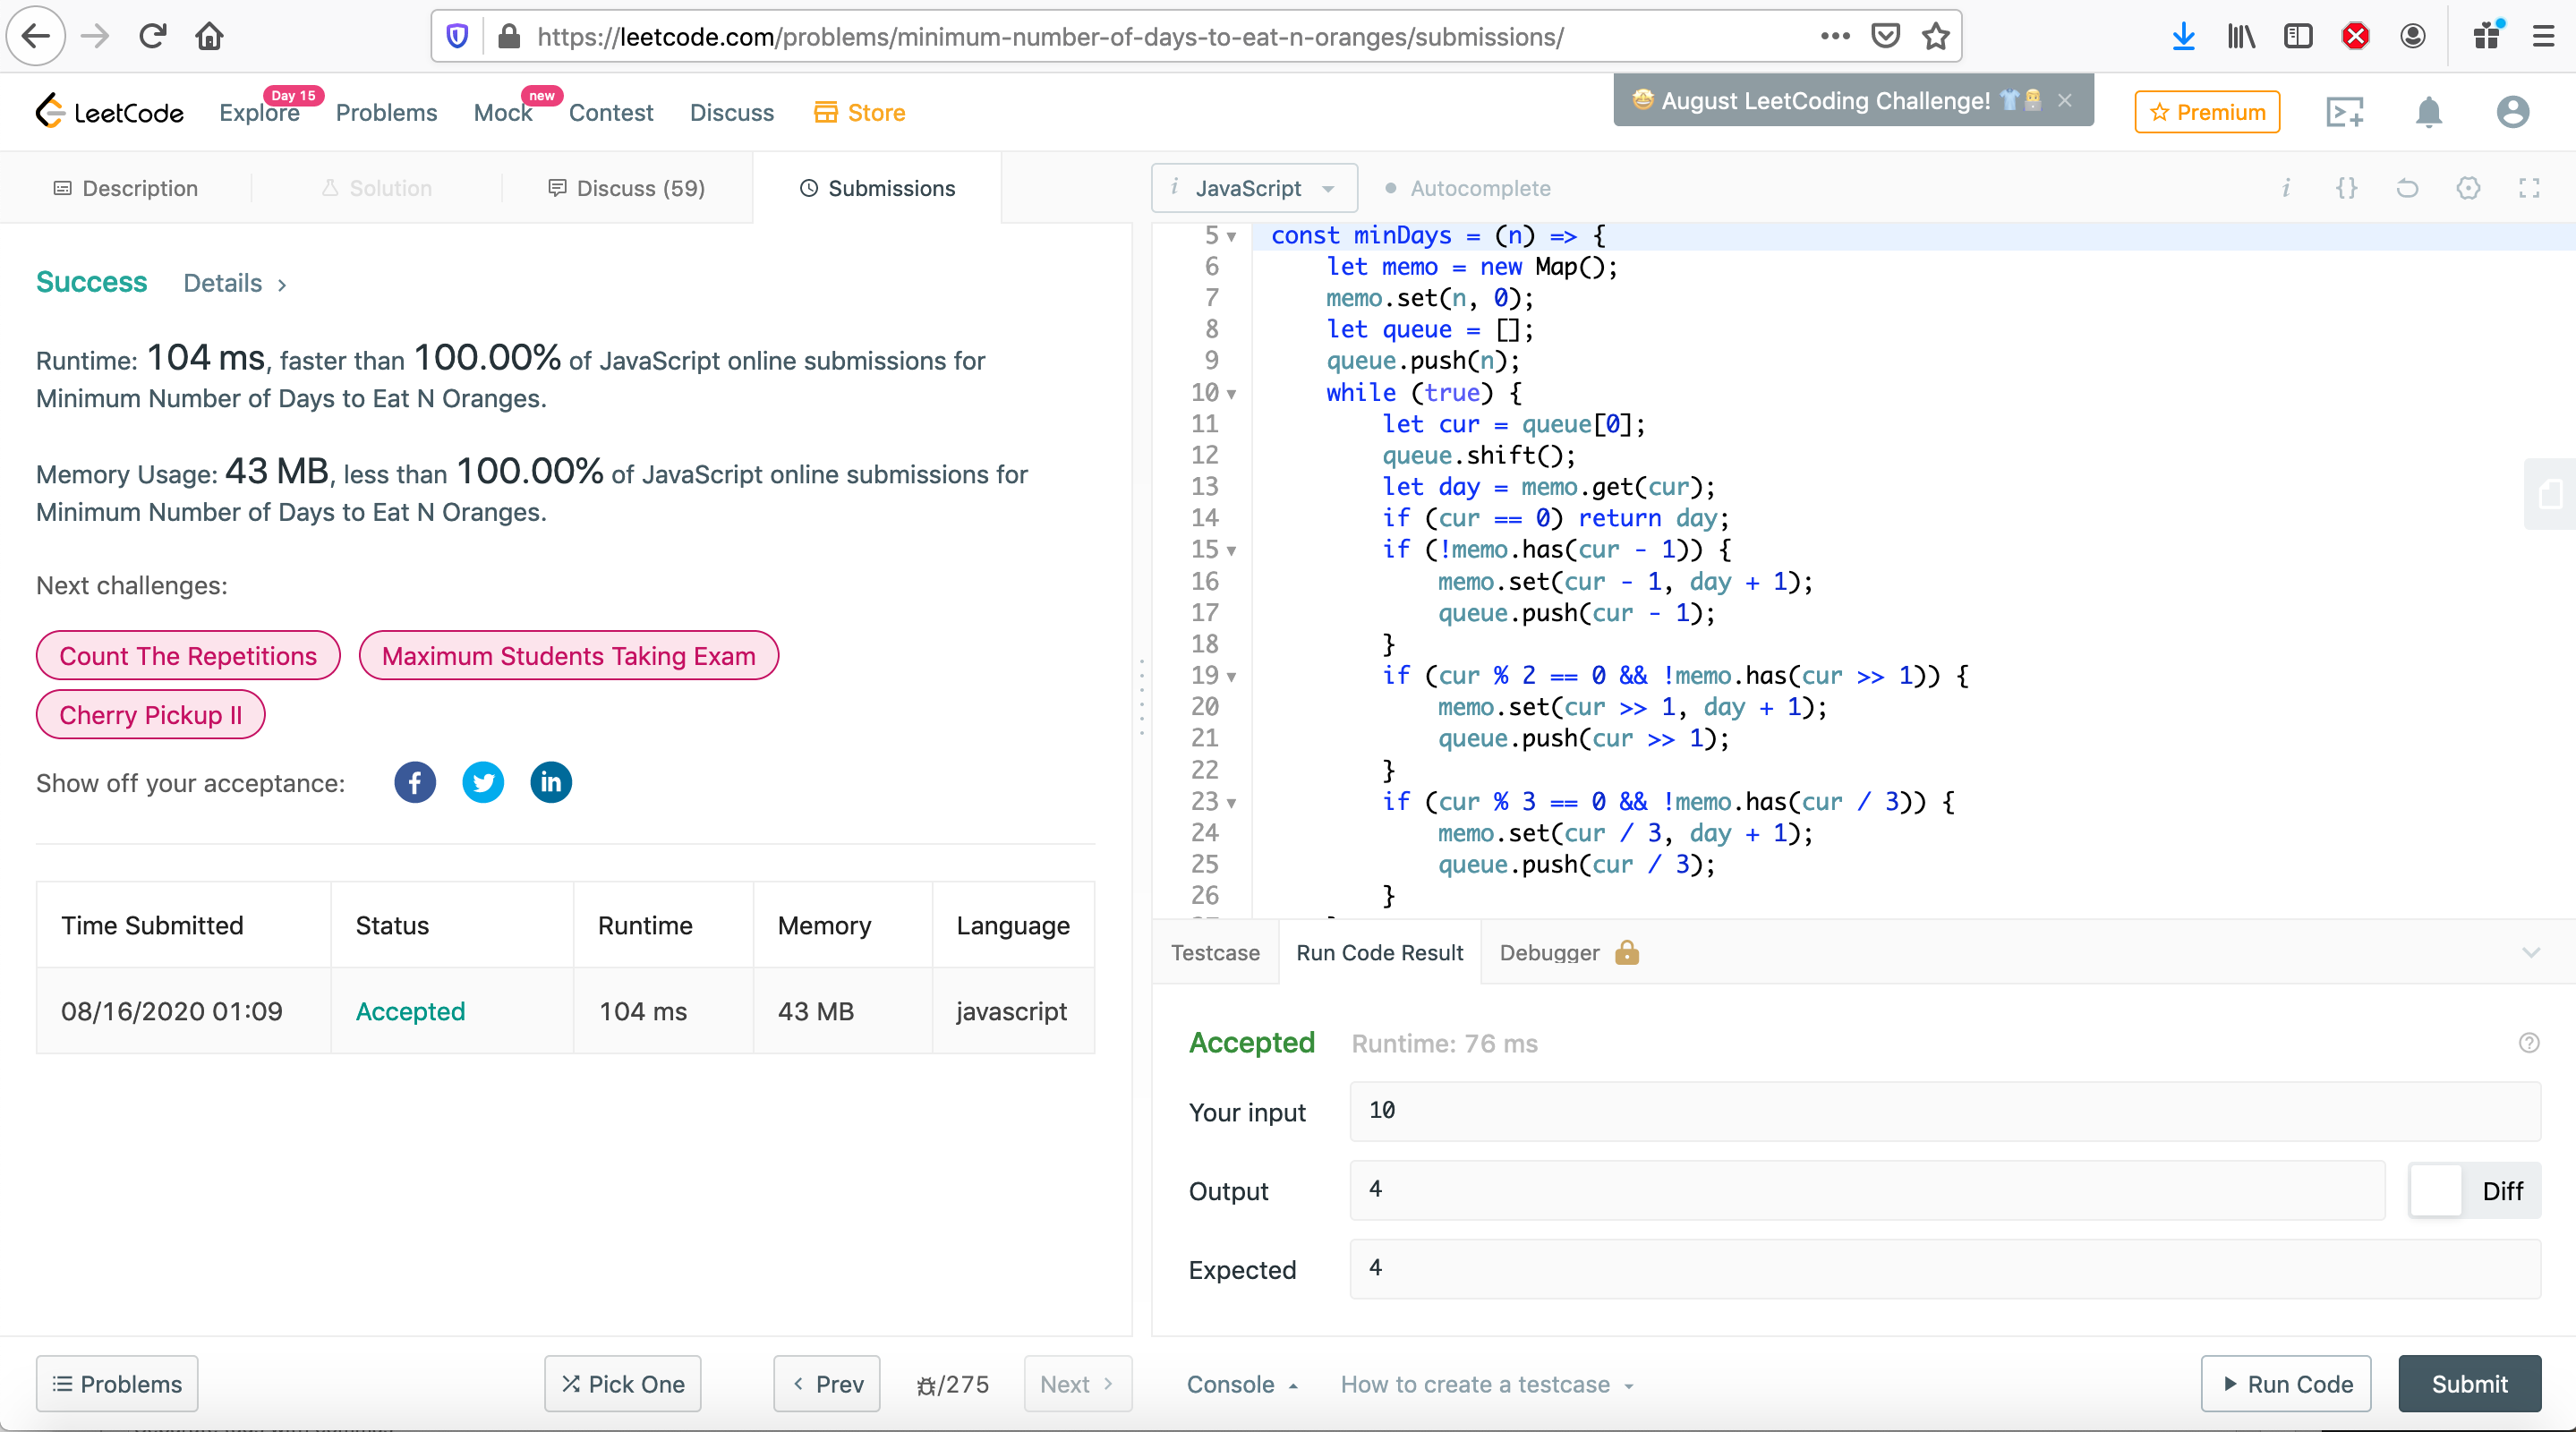 https://leetcode.com/problems/minimum-number-of-days-to-eat-n-oranges/submissions/
LeetCode
Explore
Day 15
Problems
Mock
new
Contest
Discuss
Store
🤩 August LeetCoding Challenge! 👕👨‍💻 ×
Premium
Description
Solution
Discuss (59)
Submissions
i JavaScript
Autocomplete
Success
Details >
Runtime: 104 ms, faster than 100.00% of JavaScript online submissions for
Minimum Number of Days to Eat N Oranges.
Memory Usage: 43 MB, less than 100.00% of JavaScript online submissions for
Minimum Number of Days to Eat N Oranges.
Next challenges:
Count The Repetitions
Maximum Students Taking Exam
Cherry Pickup II
Show off your acceptance:
Time Submitted Status Runtime Memory Language
08/16/2020 01:09 Accepted 104 ms 43 MB javascript
5 const minDays = (n) => {
6 let memo = new Map();
7 memo.set(n, 0);
8 let queue = [];
9 queue.push(n);
10 while (true) {
11 let cur = queue[0];
12 queue.shift();
13 let day = memo.get(cur);
14 if (cur == 0) return day;
15 if (!memo.has(cur - 1)) {
16 memo.set(cur - 1, day + 1);
17 queue.push(cur - 1);
18 }
19 if (cur % 2 == 0 && !memo.has(cur >> 1)) {
20 memo.set(cur >> 1, day + 1);
21 queue.push(cur >> 1);
22 }
23 if (cur % 3 == 0 && !memo.has(cur / 3)) {
24 memo.set(cur / 3, day + 1);
25 queue.push(cur / 3);
26 }
Testcase
Run Code Result
Debugger
Accepted
Runtime: 76 ms
Your input
10
Output
4
Diff
Expected
4
Problems
Pick One
< Prev
/275
Next >
Console
How to create a testcase
Run Code
Submit